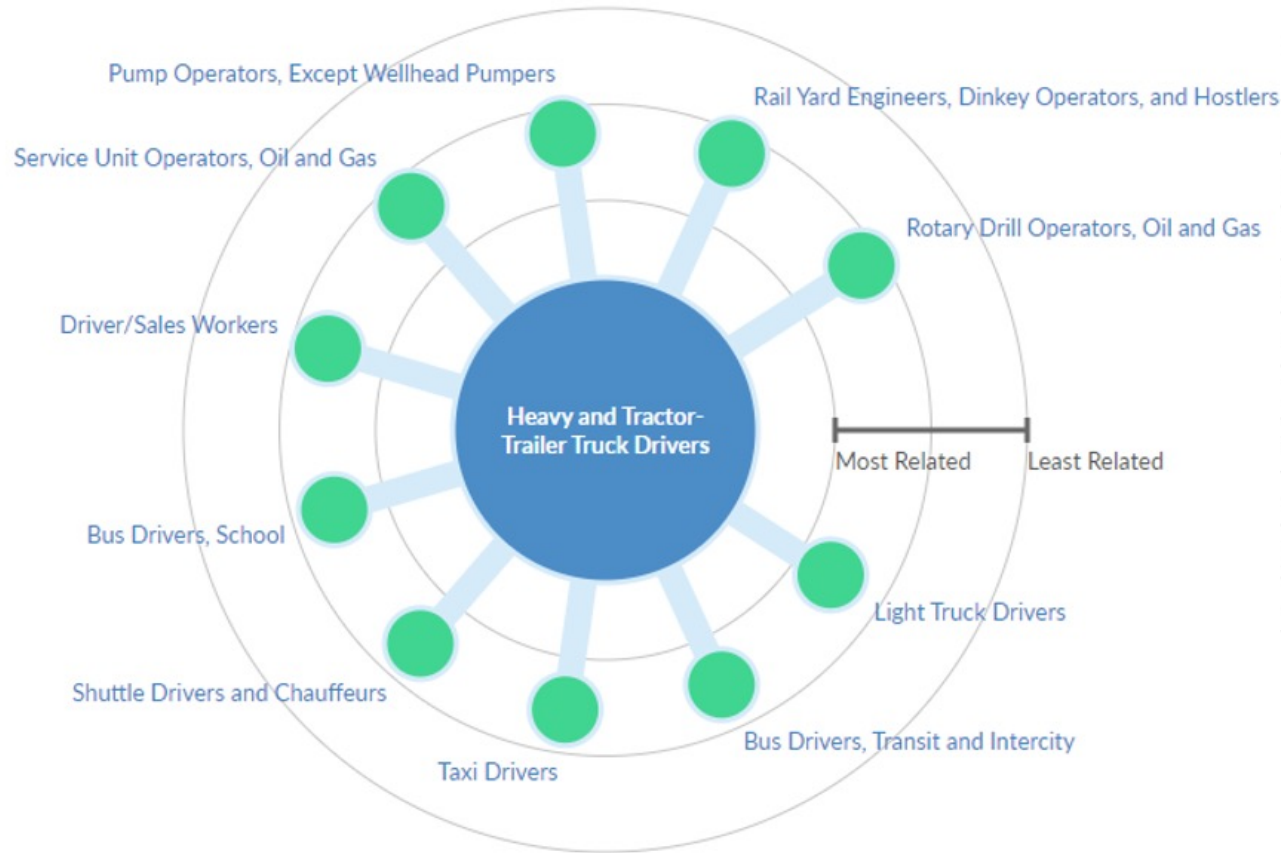 Pump Operators, Except Wellhead Pumpers
Rail Yard Engineers, Dinkey Operators, and Hostlers
Service Unit Operators, Oil and Gas
Rotary Drill Operators, Oil and Gas
Driver/Sales Workers
Heavy and Tractor-
Trailer Truck Drivers
Most Related
Least Related
Bus Drivers, School
Light Truck Drivers
Shuttle Drivers and Chauffeurs
Bus Drivers, Transit and Intercity
Taxi Drivers